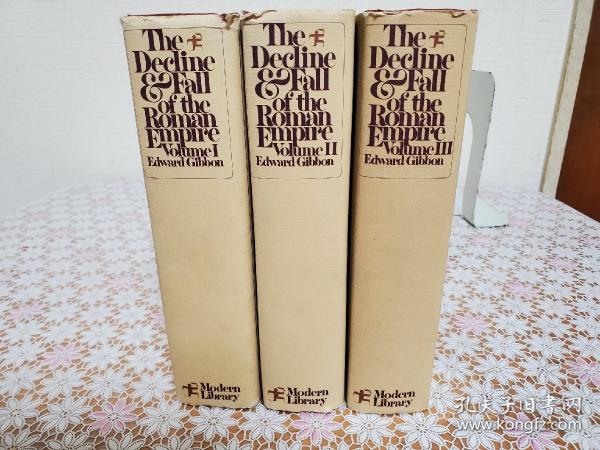 The
Decline
& Fall
of the
Roman
Empire
Volume I
Edward Gibbon
Modern
Library
The
Decline
& Fall
of the
Roman
Empire
Volume II
Edward Gibbon
Modern
Library
The
Decline
& Fall
of the
Roman
Empire
Volume III
Edward Gibbon
Modern
Library
孔夫子旧书网
www.kongfz.com